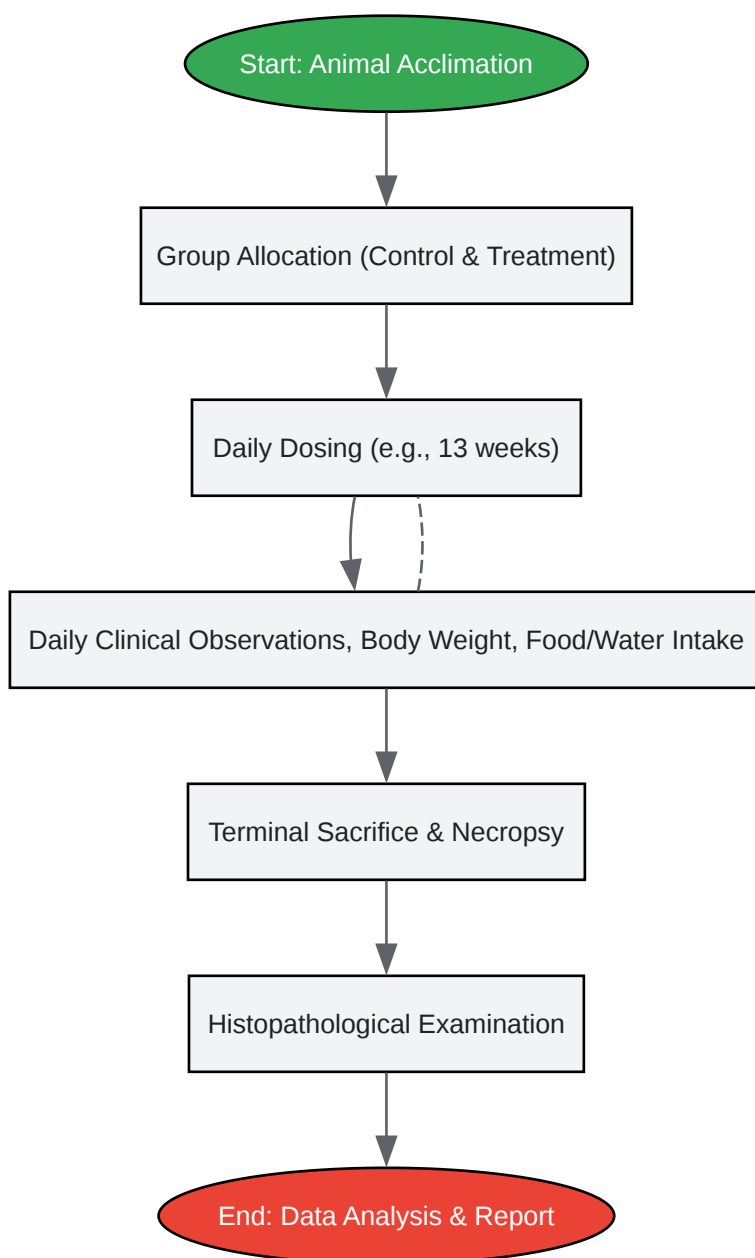 Start: Animal Acclimation
Group Allocation (Control & Treatment)
Daily Dosing (e.g., 13 weeks)
Daily Clinical Observations, Body Weight, Food/Water Intake
Terminal Sacrifice & Necropsy
Histopathological Examination
End: Data Analysis & Report